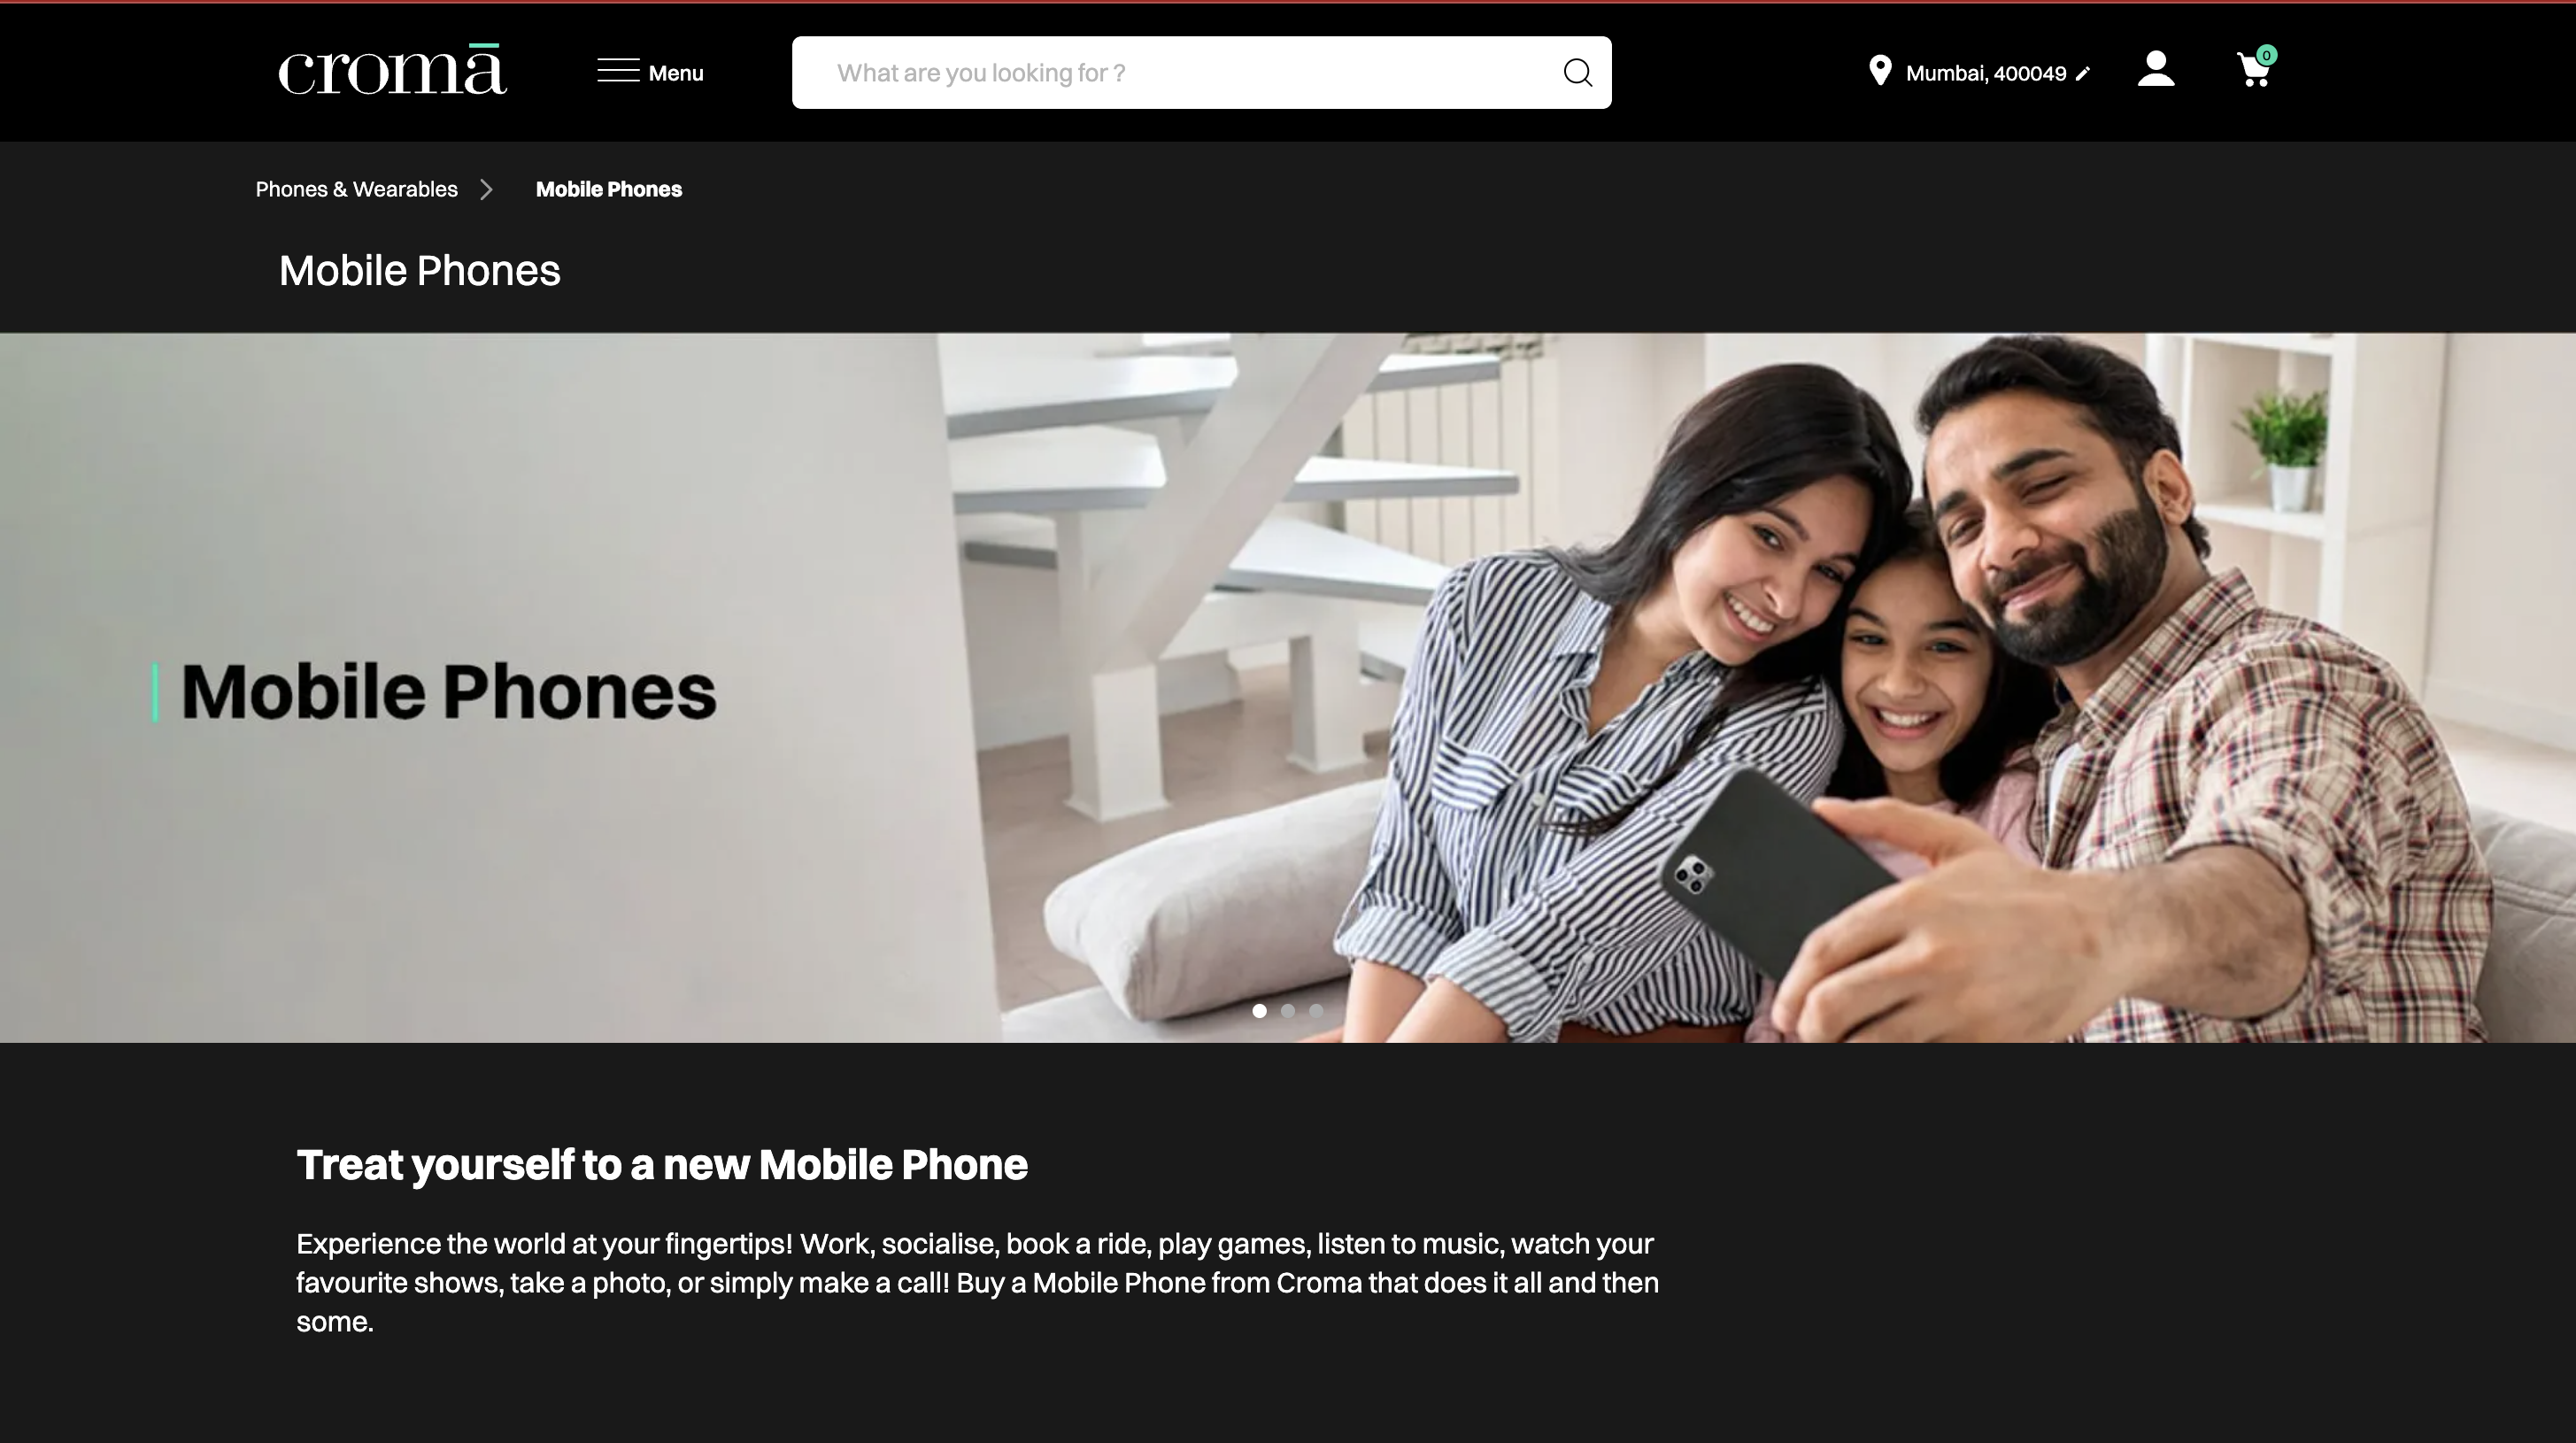 cromā
Menu
What are you looking for ?
Mumbai, 400049
0
Phones & Wearables
Mobile Phones
Mobile Phones
Mobile Phones
Treat yourself to a new Mobile Phone
Experience the world at your fingertips! Work, socialise, book a ride, play games, listen to music, watch your
favourite shows, take a photo, or simply make a call! Buy a Mobile Phone from Croma that does it all and then
some.